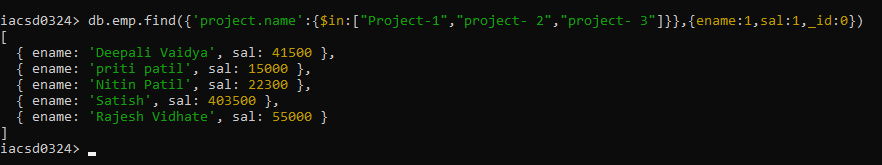 iacsd0324> db.emp.find({'project.name':{$in:["Project-1","project- 2","project- 3"]}},{ename:1,sal:1,_id:0})
[
  { ename: 'Deepali Vaidya', sal: 41500 },
  { ename: 'priti patil', sal: 15000 },
  { ename: 'Nitin Patil', sal: 22300 },
  { ename: 'Satish', sal: 403500 },
  { ename: 'Rajesh Vidhate', sal: 55000 }
]
iacsd0324>